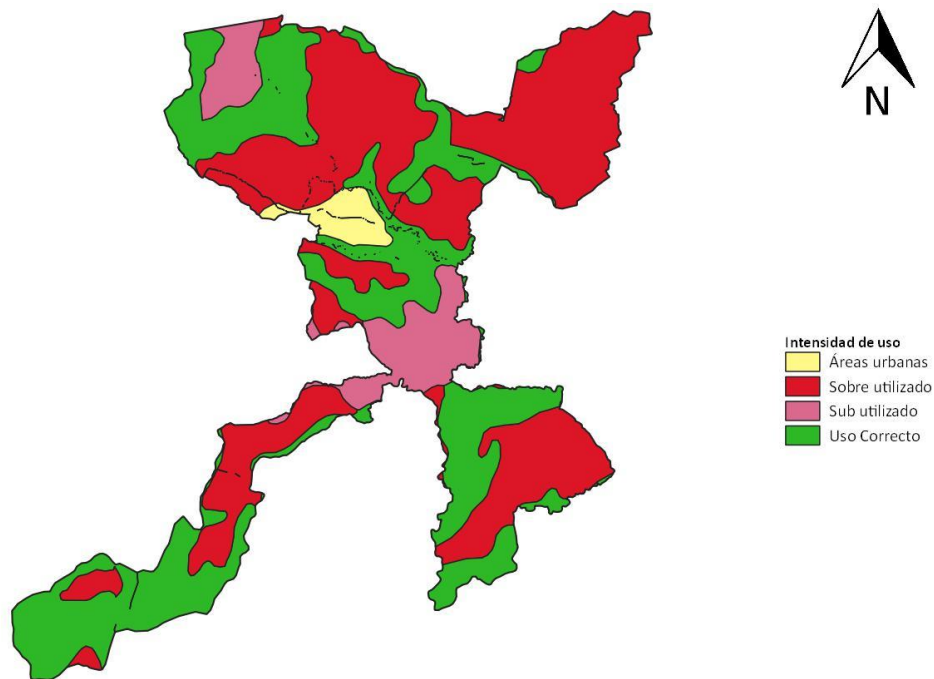 N
Intensidad de uso
Áreas urbanas
Sobre utilizado
Sub utilizado
Uso Correcto